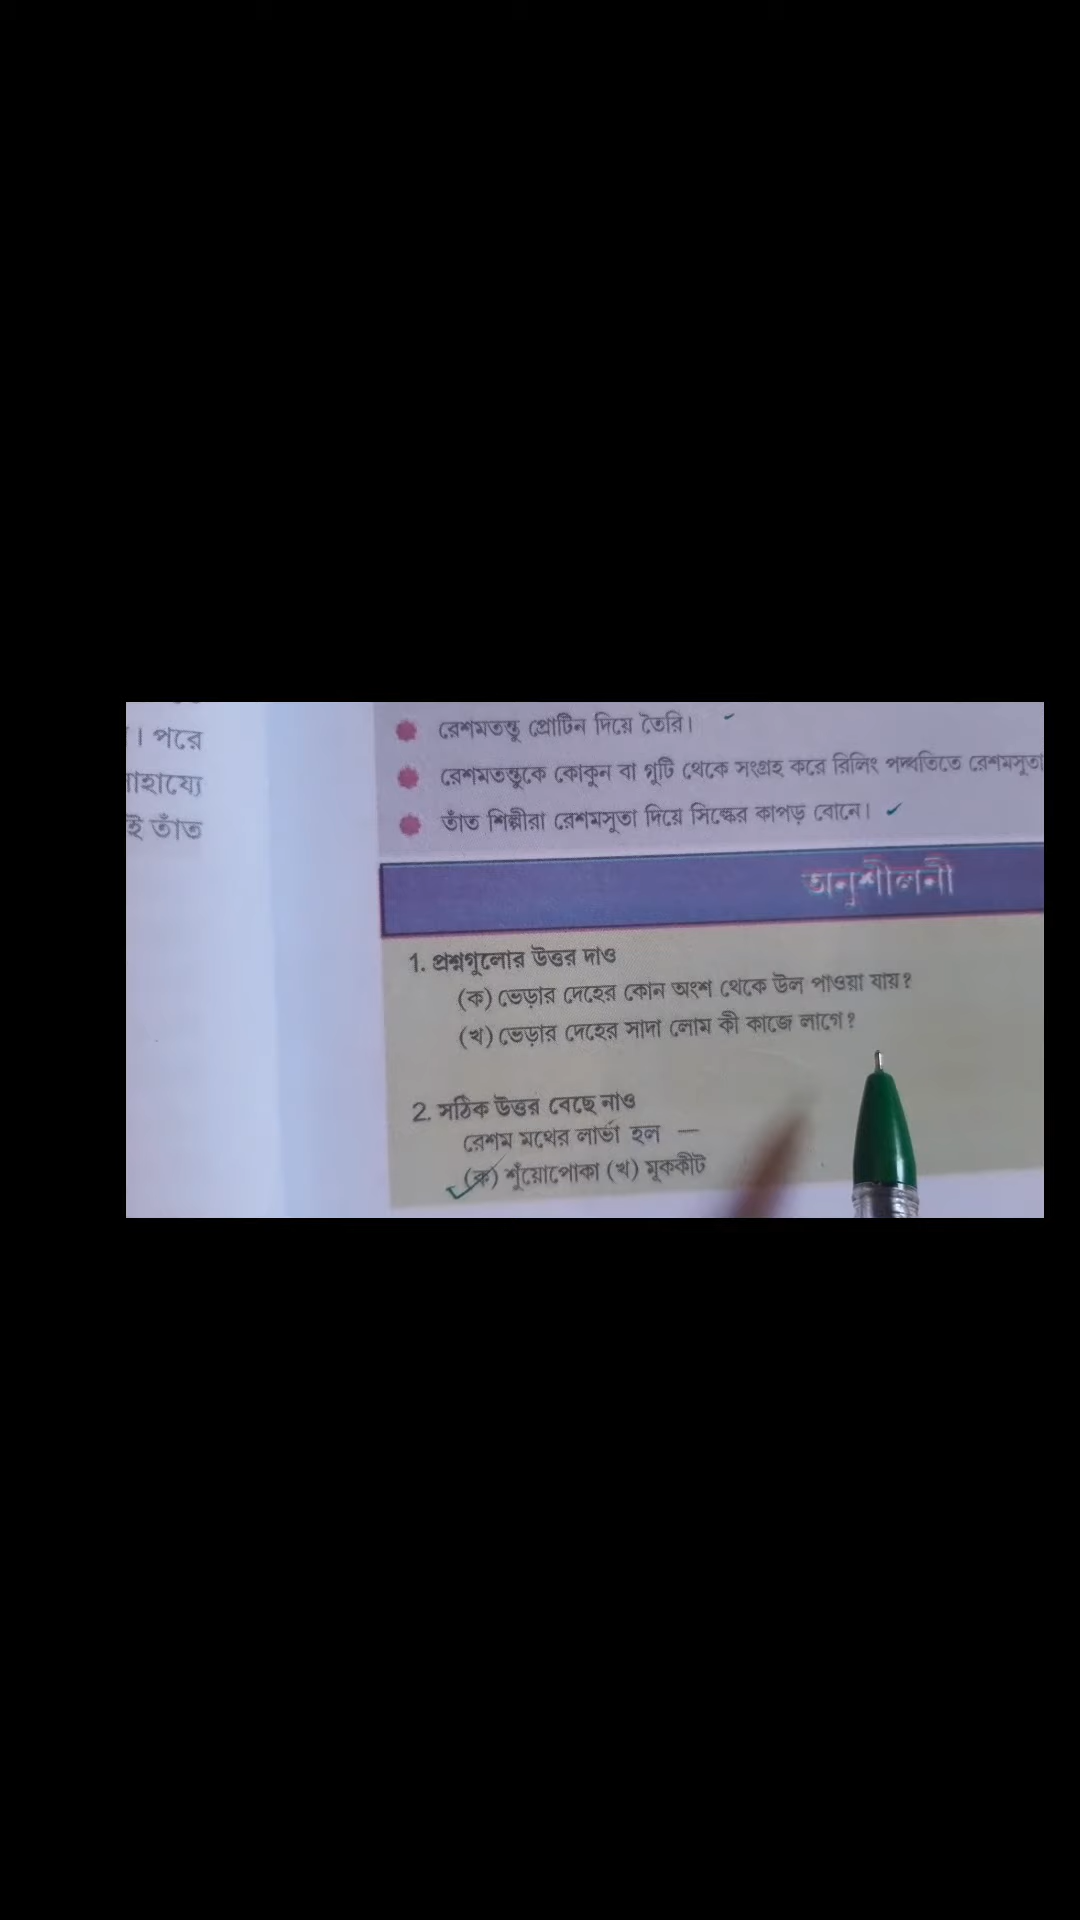 । পরে
ই তাঁত
রেশমতন্তু প্রোটিন দিয়ে তৈরি।
রেশমতন্তুকে কোকুন বা গুটি থেকে সংগ্রহ করে রিলিং পদ্ধতিতে রেশমসুতা
তাঁত শিল্পীরা রেশমসুতা দিয়ে সিল্কের কাপড় বোনে।
অনুশীলনী
1. প্রশ্নগুলোর উত্তর দাও
(ক) ভেড়ার দেহের কোন অংশ থেকে উল পাওয়া যায়?
(খ) ভেড়ার দেহের সাদা লোম কী কাজে লাগে?
2. সঠিক উত্তর বেছে নাও
রেশম মথের লার্ভা হল —
(ক) শুঁয়োপোকা (খ) মূককীট